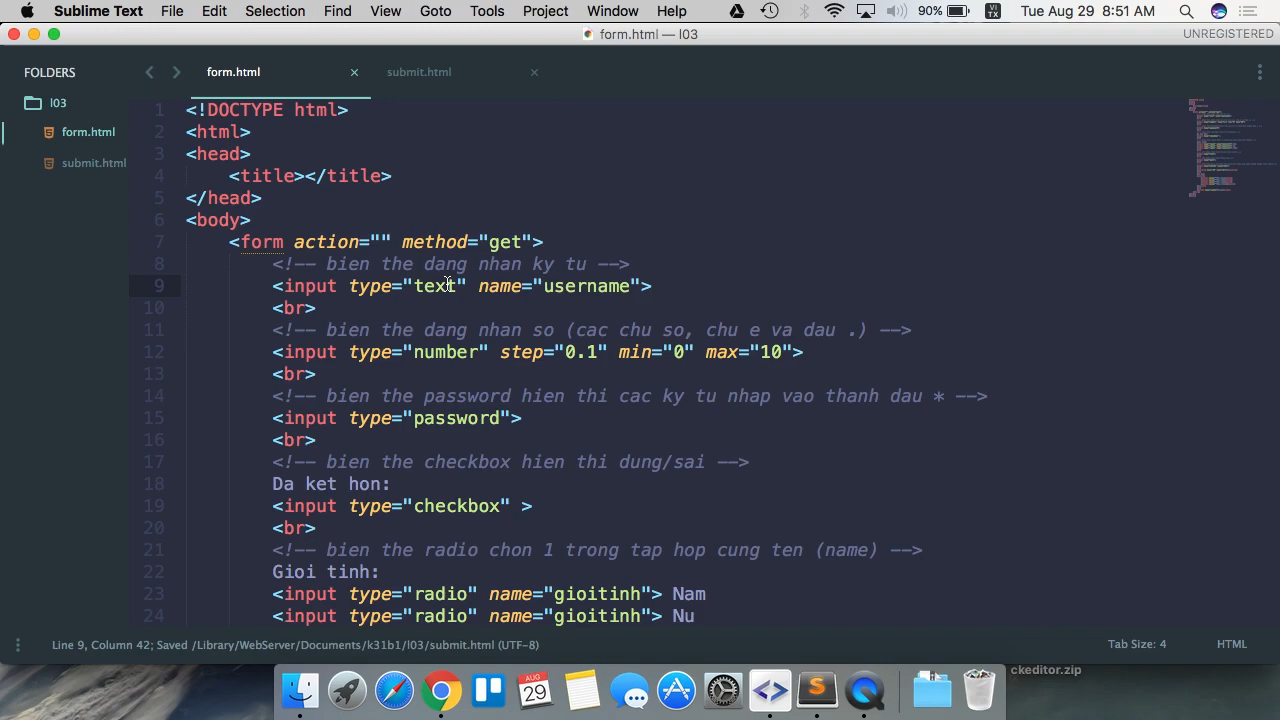 Sublime Text File Edit Selection Find View Goto Tools Project Window Help 90% VI TX Tue Aug 29 8:51 AM
form.html — l03 UNREGISTERED
FOLDERS form.html submit.html
l03
form.html
submit.html
1 <!DOCTYPE html>
2 <html>
3 <head>
4 <title></title>
5 </head>
6 <body>
7 <form action="" method="get">
8 <!-- bien the dang nhan ky tu -->
9 <input type="text" name="username">
10 <br>
11 <!-- bien the dang nhan so (cac chu so, chu e va dau .) -->
12 <input type="number" step="0.1" min="0" max="10">
13 <br>
14 <!-- bien the password hien thi cac ky tu nhap vao thanh dau * -->
15 <input type="password">
16 <br>
17 <!-- bien the checkbox hien thi dung/sai -->
18 Da ket hon:
19 <input type="checkbox" >
20 <br>
21 <!-- bien the radio chon 1 trong tap hop cung ten (name) -->
22 Gioi tinh:
23 <input type="radio" name="gioitinh"> Nam
24 <input type="radio" name="gioitinh"> Nu
Line 9, Column 42; Saved /Library/WebServer/Documents/k31b1/l03/submit.html (UTF-8) Tab Size: 4 HTML
ckeditor.zip
AUG
29